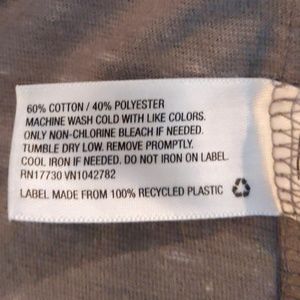 60% COTTON / 40% POLYESTER
MACHINE WASH COLD WITH LIKE COLORS.
ONLY NON-CHLORINE BLEACH IF NEEDED.
TUMBLE DRY LOW. REMOVE PROMPTLY.
COOL IRON IF NEEDED. DO NOT IRON ON LABEL.
RN17730 VN1042782
LABEL MADE FROM 100% RECYCLED PLASTIC